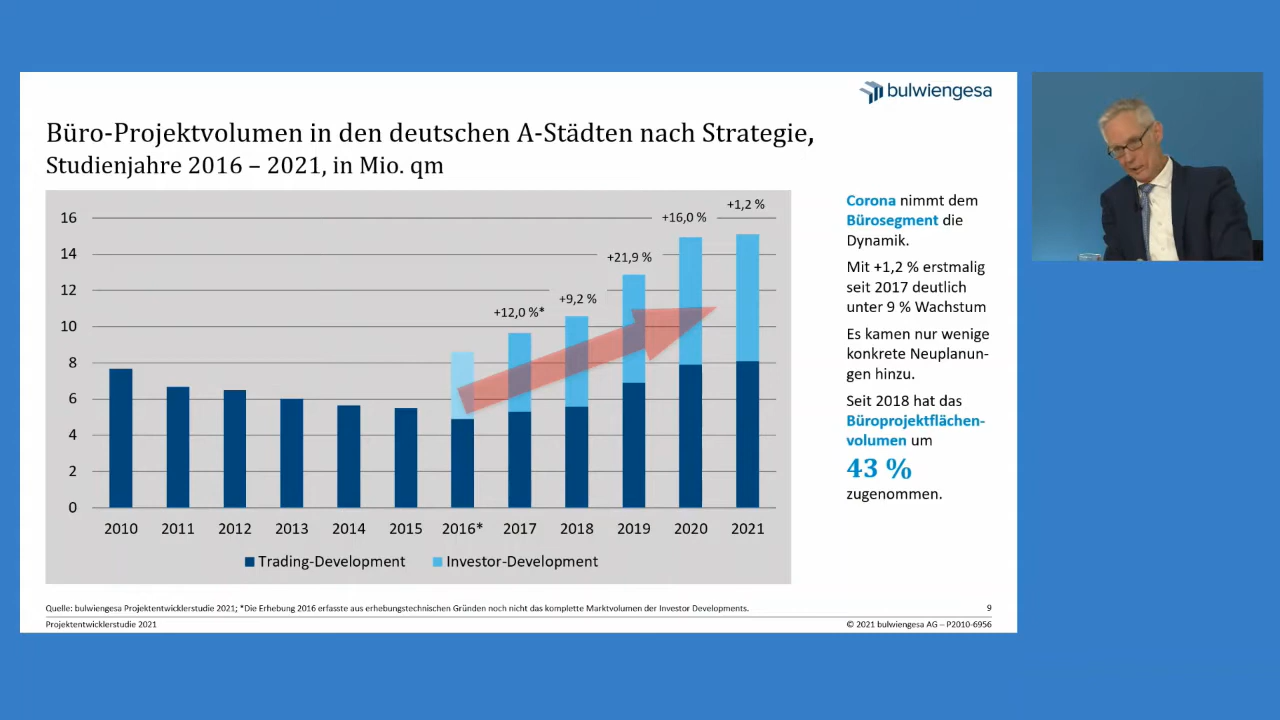 bulwiengesa
Büro-Projektvolumen in den deutschen A-Städten nach Strategie,
Studienjahre 2016 – 2021, in Mio. qm
+1,2 %
16
+16,0 %
14
+21,9 %
12
+9,2 %
+12,0 %*
10
8
6
4
2
0
2010 2011 2012 2013 2014 2015 2016* 2017 2018 2019 2020 2021
Trading-Development Investor-Development
Corona nimmt dem
Bürosegment die
Dynamik.
Mit +1,2 % erstmalig
seit 2017 deutlich
unter 9 % Wachstum
Es kamen nur wenige
konkrete Neuplanun-
gen hinzu.
Seit 2018 hat das
Büroprojektflächen-
volumen um
43 %
zugenommen.
Quelle: bulwiengesa Projektentwicklerstudie 2021; *Die Erhebung 2016 erfasste aus erhebungstechnischen Gründen noch nicht das komplette Marktvolumen der Investor Developments.
9
Projektentwicklerstudie 2021
© 2021 bulwiengesa AG – P2010-6956